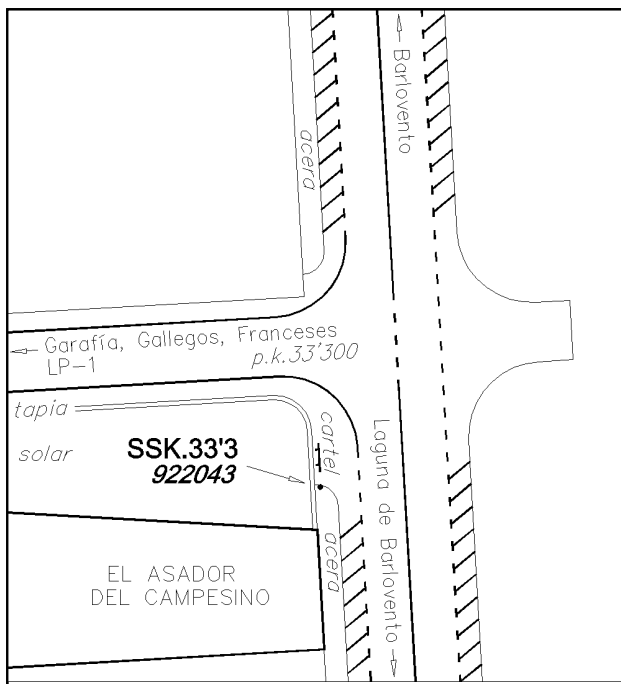 Barlovento
acera
Garafía, Gallegos, Franceses
LP-1
p.k.33'300
tapia
solar
cartel
SSK.33'3
922043
Laguna de Barlovento
acera
EL ASADOR
DEL CAMPESINO